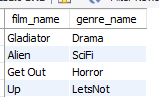 film_name genre_name
Gladiator Drama
Alien SciFi
Get Out Horror
Up LetsNot